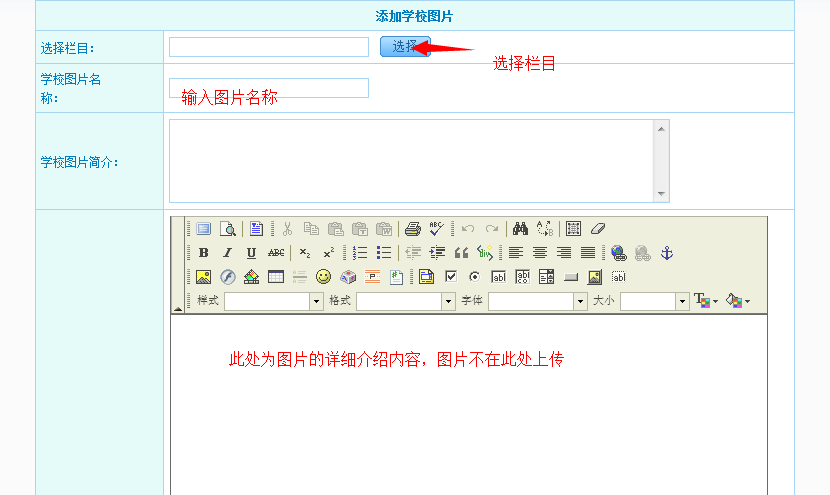 添加学校图片
选择栏目：
选择
选择栏目
学校图片名
称：
输入图片名称
学校图片简介：
样式
格式
字体
大小
此处为图片的详细介绍内容，图片不在此处上传